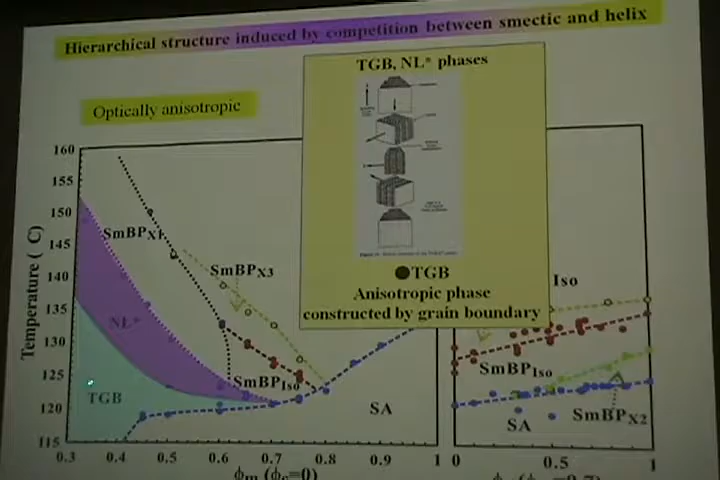 Hierarchical structure induced by competition between smectic and helix
TGB, NL* phases
Optically anisotropic
TGB
Anisotropic phase
constructed by grain boundary
Temperature ( C)
160
155
150
145
140
135
130
125
120
115
0.3
0.4
0.5
0.6
0.7
0.8
0.9
1
SmBPX1
SmBPX3
NL*
SmBPIso
TGB
SA
Iso
SmBPIso
SmBPX2
SA
0
0.5
1